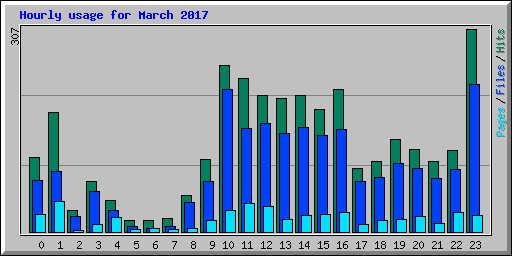 Hourly usage for March 2017
307
Pages/Files/Hits
0 1 2 3 4 5 6 7 8 9 10 11 12 13 14 15 16 17 18 19 20 21 22 23